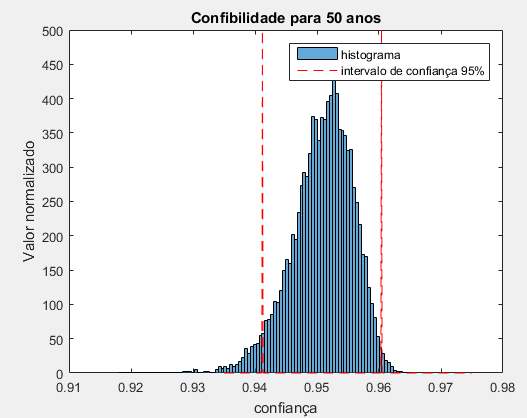 Confibilidade para 50 anos
500
450
400
350
300
250
200
150
100
50
0
Valor normalizado
histograma
intervalo de confiança 95%
0.91 0.92 0.93 0.94 0.95 0.96 0.97 0.98
confiança